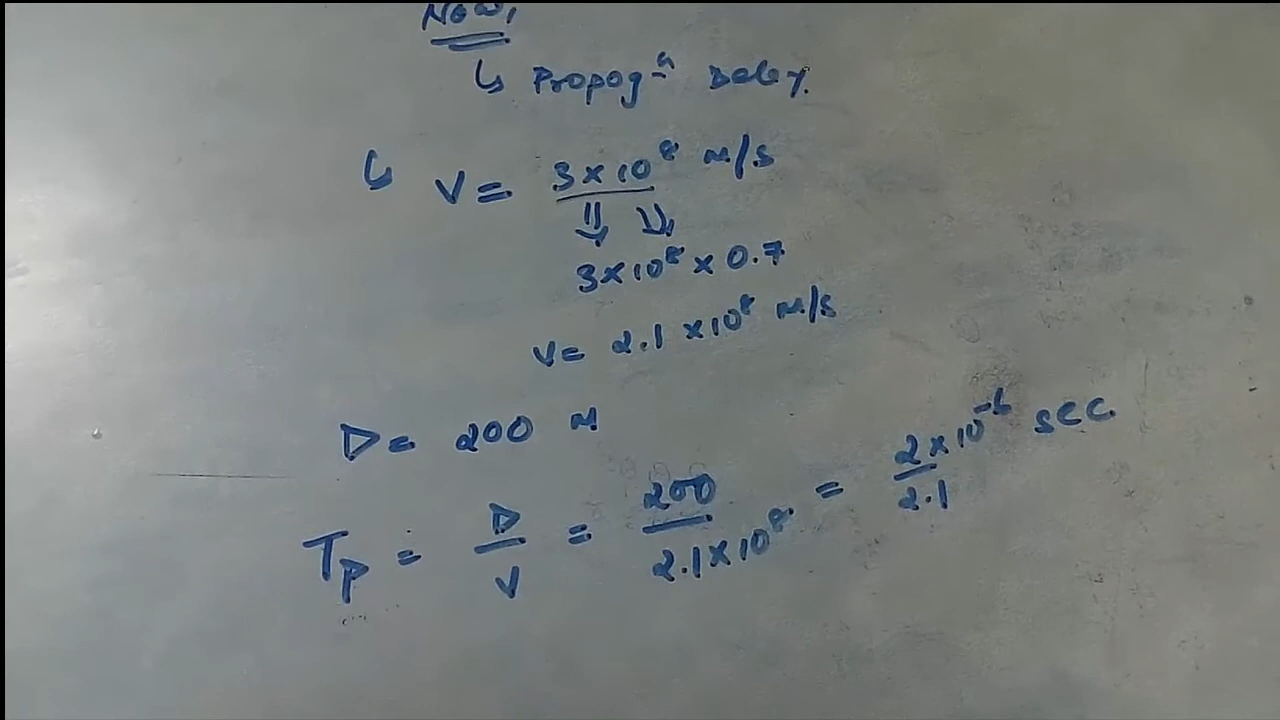 Now,
↳ Propogⁿ Delay.
↳ V = 3×10⁸ M/S
⇓ ⇓
3×10⁸ × 0.7
V = 2.1 ×10⁸ M/S
D = 200 M
Tp = D/V = 200/2.1×10⁸ = 2/2.1 ×10⁻⁶ sec.